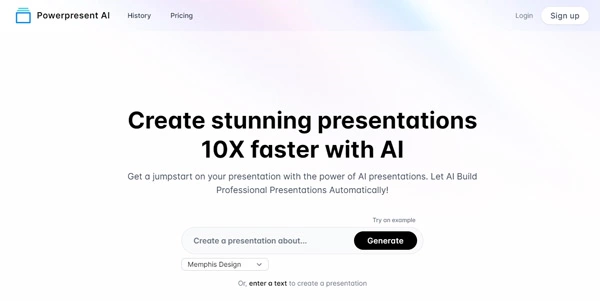 Powerpresent AI History Pricing Login Sign up
Create stunning presentations
10X faster with AI
Get a jumpstart on your presentation with the power of AI presentations. Let AI Build
Professional Presentations Automatically!
Try an example
Create a presentation about... Generate
Memphis Design
Or, enter a text to create a presentation